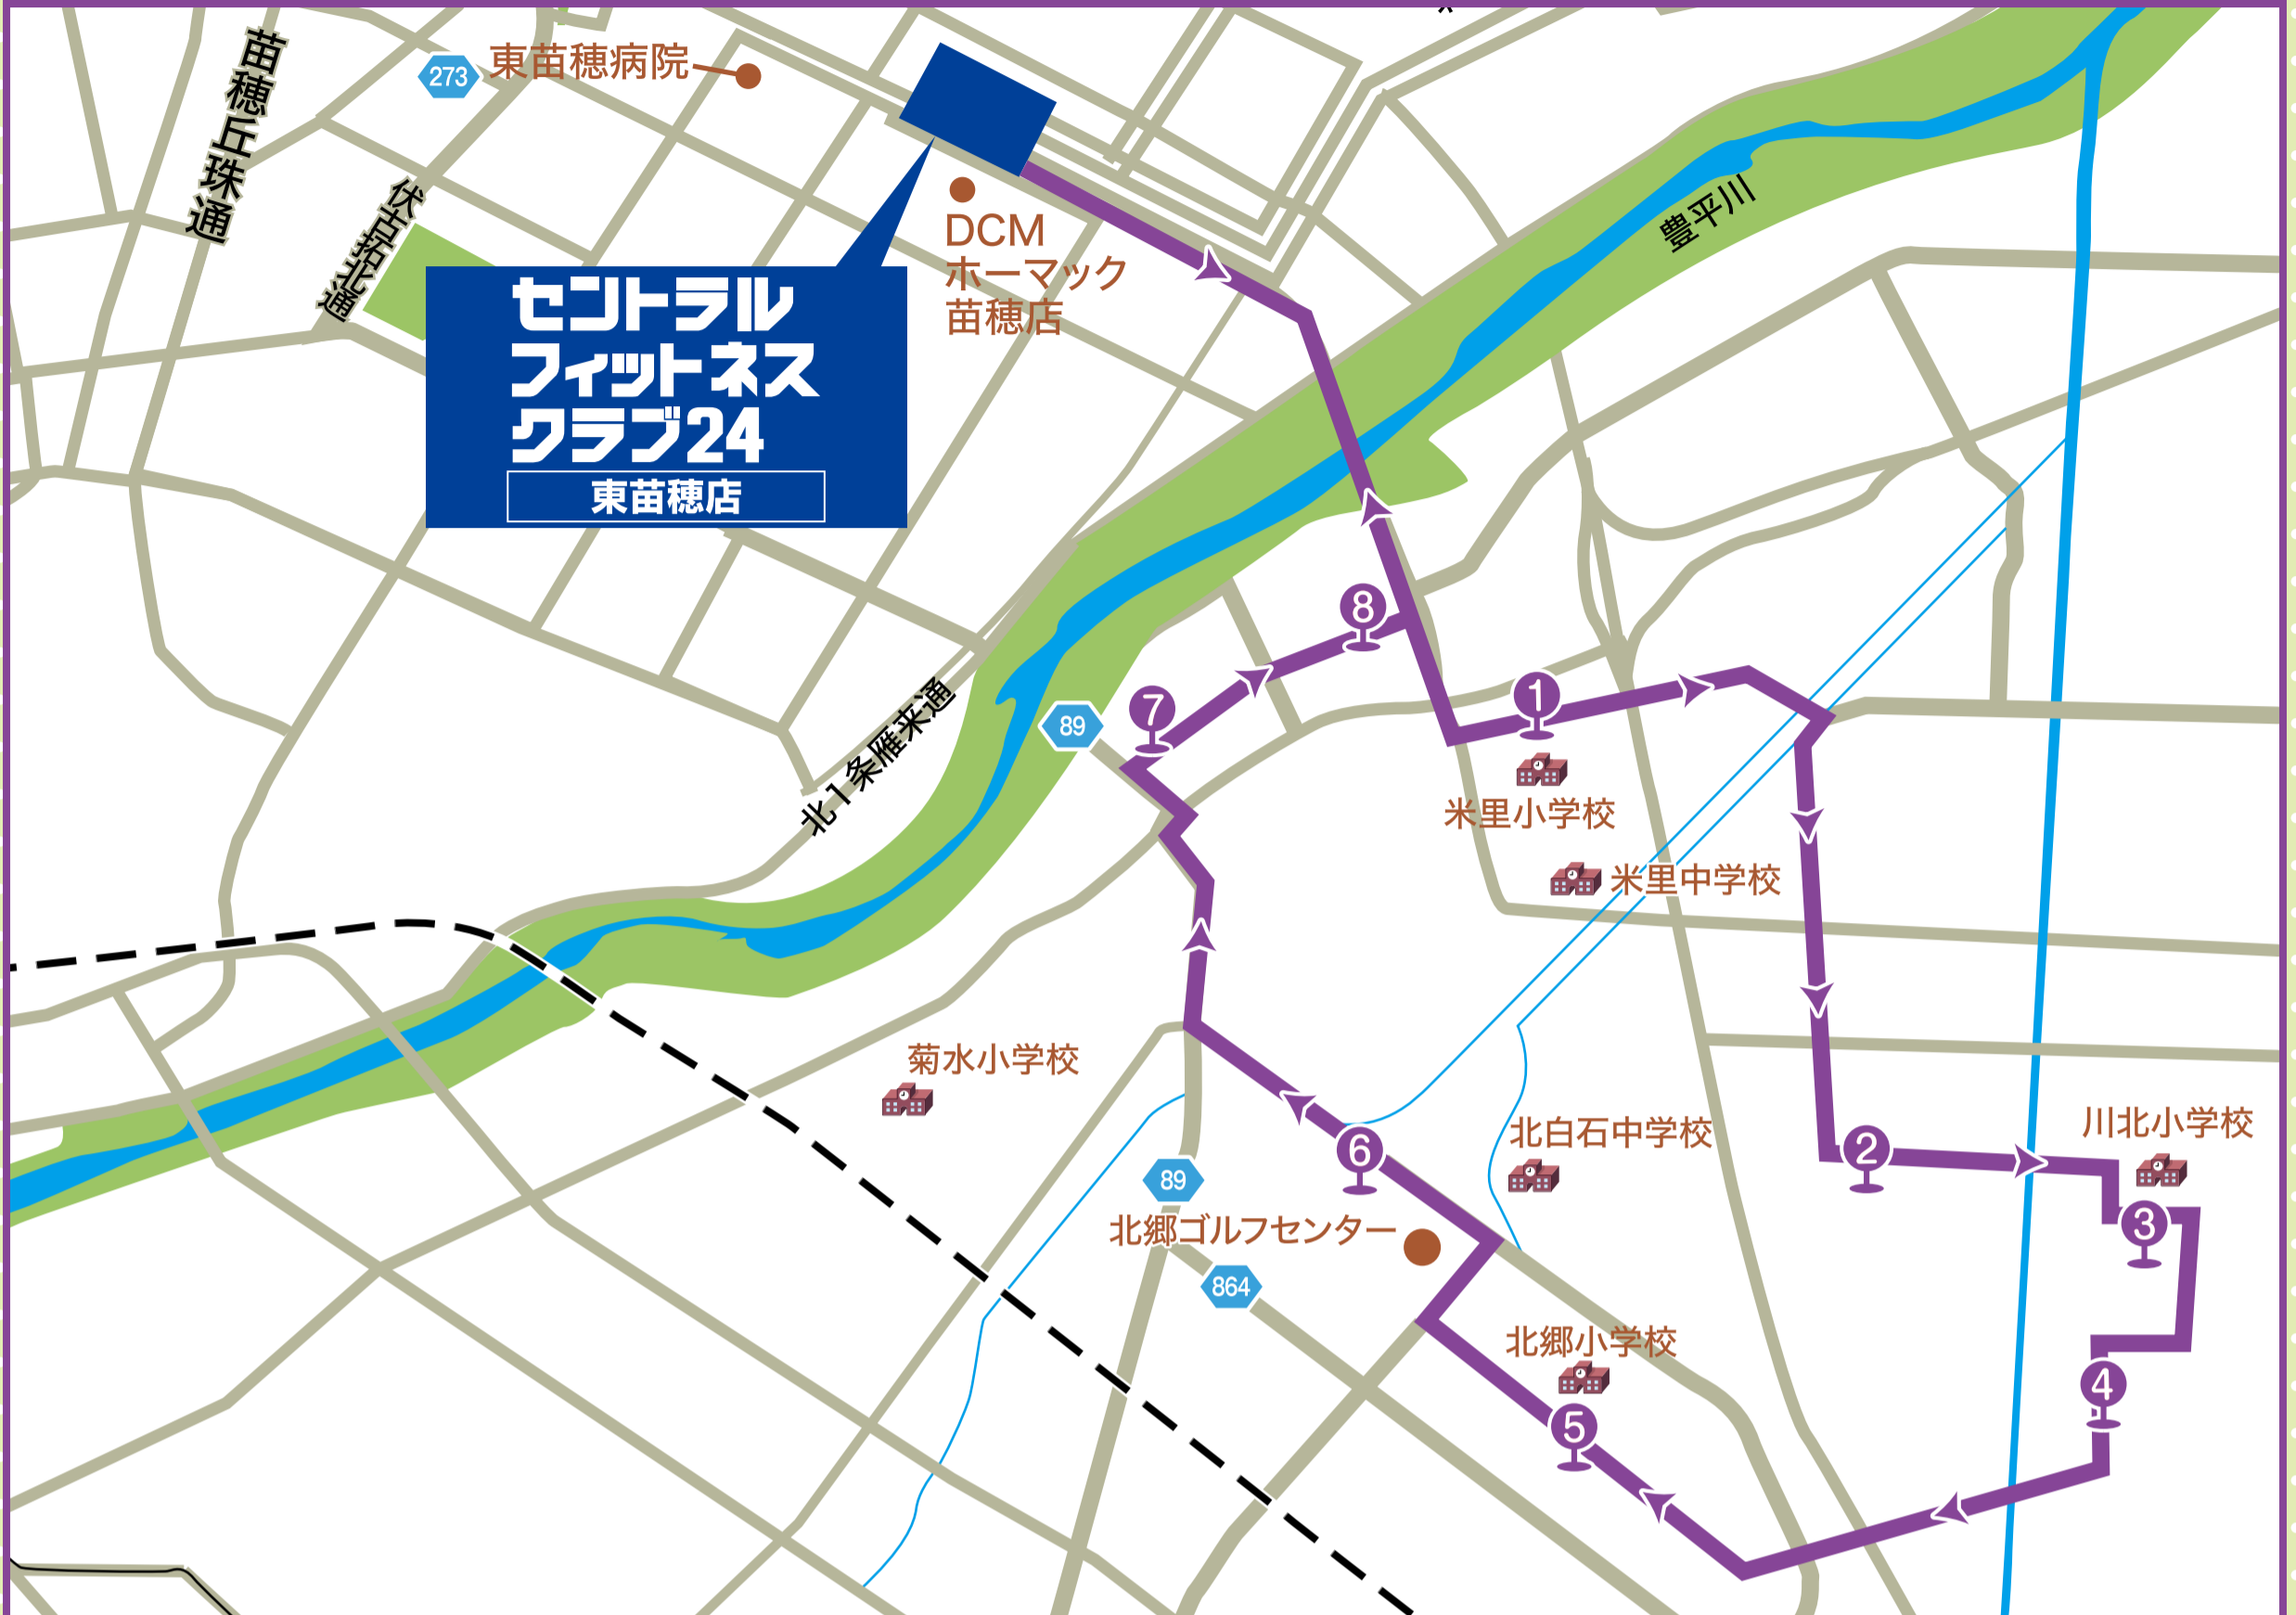 苗穂丘珠通
273
東苗穂病院
伏古拓北通
DCM
ホーマック
苗穂店
豊平川
セントラル
フィットネス
クラブ24
東苗穂店
8
7
1
89
北1条雁来通
米里小学校
米里中学校
菊水小学校
北白石中学校
川北小学校
6
2
89
3
北郷ゴルフセンター
864
北郷小学校
4
5